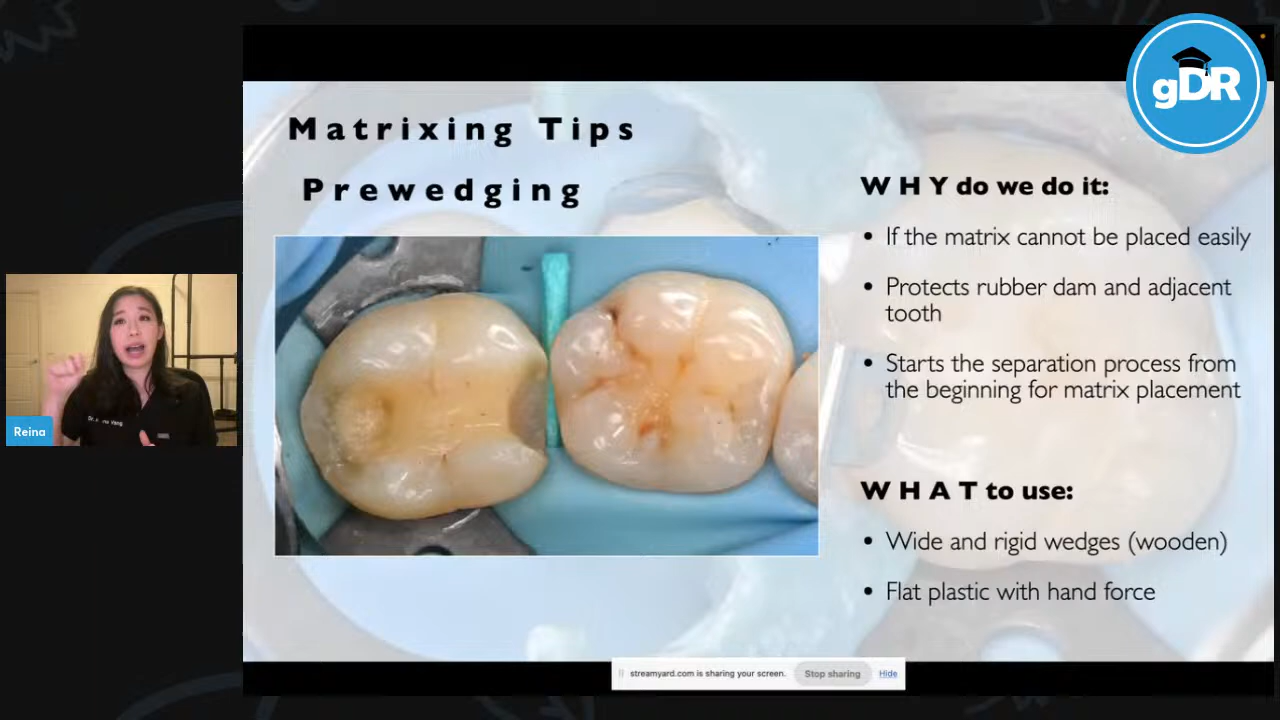 gDR
Matrixing Tips
Prewedging
WHY do we do it:
• If the matrix cannot be placed easily
• Protects rubber dam and adjacent
tooth
• Starts the separation process from
the beginning for matrix placement
WHAT to use:
• Wide and rigid wedges (wooden)
• Flat plastic with hand force
Reina
streamyard.com is sharing your screen.
Stop sharing
Hide